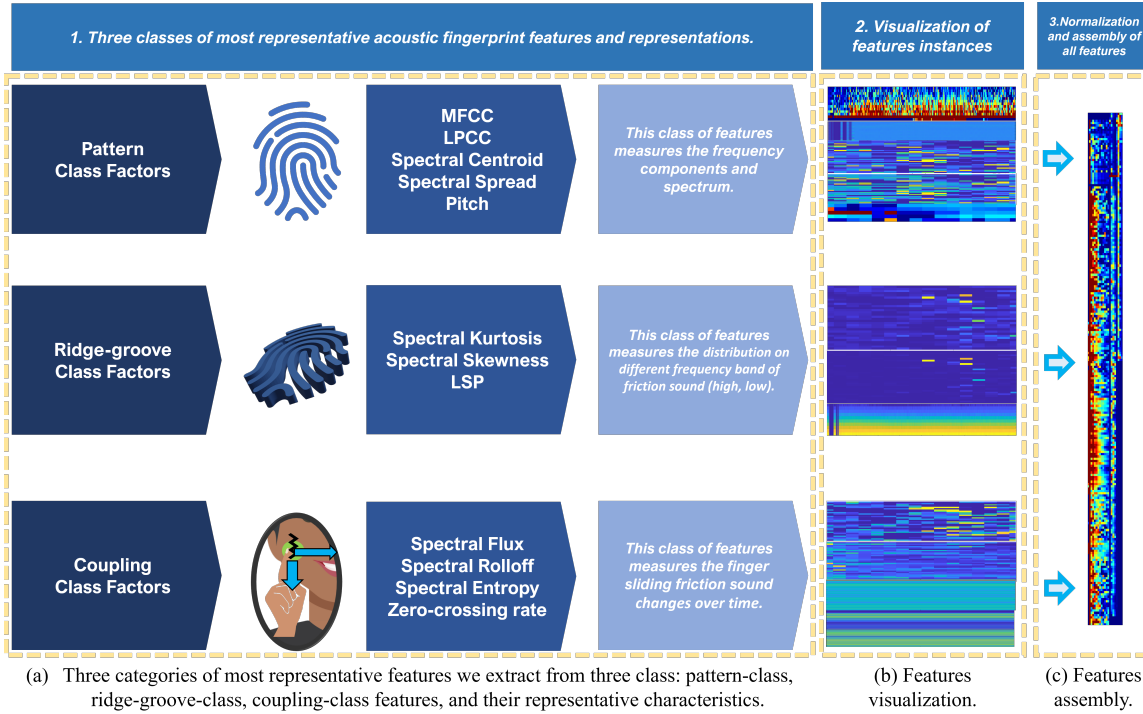 1. Three classes of most representative acoustic fingerprint features and representations.
2. Visualization of
features instances
3.Normalization
and assembly of
all features
Pattern
Class Factors
MFCC
LPCC
Spectral Centroid
Spectral Spread
Pitch
This class of features
measures the frequency
components and
spectrum.
Ridge-groove
Class Factors
Spectral Kurtosis
Spectral Skewness
LSP
This class of features
measures the distribution on
different frequency band of
friction sound (high, low).
Coupling
Class Factors
Spectral Flux
Spectral Rolloff
Spectral Entropy
Zero-crossing rate
This class of features
measures the finger
sliding friction sound
changes over time.
(a) Three categories of most representative features we extract from three class: pattern-class,
ridge-groove-class, coupling-class features, and their representative characteristics.
(b) Features
visualization.
(c) Features
assembly.